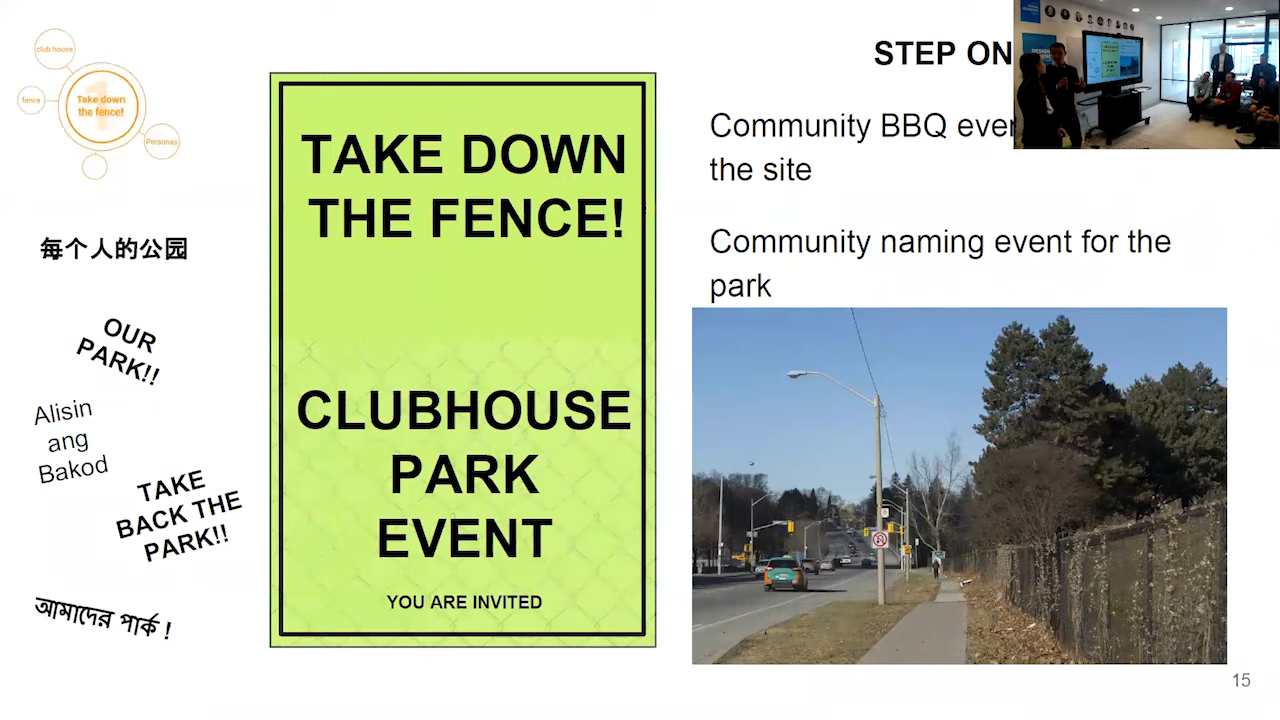 club house
fence
1
Take down
the fence!
Personas
每个人的公园
OUR
PARK!!
Alisin
ang
Bakod
TAKE
BACK THE
PARK!!
আমাদের পার্ক !
TAKE DOWN
THE FENCE!
CLUBHOUSE
PARK
EVENT
YOU ARE INVITED
STEP ON
Community BBQ ever
the site
Community naming event for the
park
15